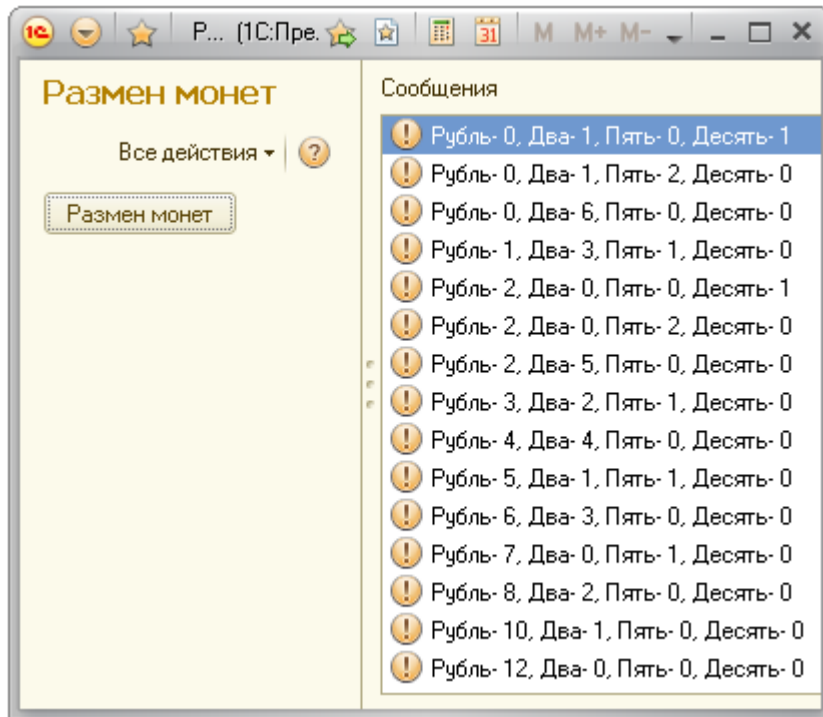 Р... (1С:Пре. 31 M M+ M-
Размен монет
Все действия
Размен монет
Сообщения
Рубль- 0, Два- 1, Пять- 0, Десять- 1
Рубль- 0, Два- 1, Пять- 2, Десять- 0
Рубль- 0, Два- 6, Пять- 0, Десять- 0
Рубль- 1, Два- 3, Пять- 1, Десять- 0
Рубль- 2, Два- 0, Пять- 0, Десять- 1
Рубль- 2, Два- 0, Пять- 2, Десять- 0
Рубль- 2, Два- 5, Пять- 0, Десять- 0
Рубль- 3, Два- 2, Пять- 1, Десять- 0
Рубль- 4, Два- 4, Пять- 0, Десять- 0
Рубль- 5, Два- 1, Пять- 1, Десять- 0
Рубль- 6, Два- 3, Пять- 0, Десять- 0
Рубль- 7, Два- 0, Пять- 1, Десять- 0
Рубль- 8, Два- 2, Пять- 0, Десять- 0
Рубль- 10, Два- 1, Пять- 0, Десять- 0
Рубль- 12, Два- 0, Пять- 0, Десять- 0